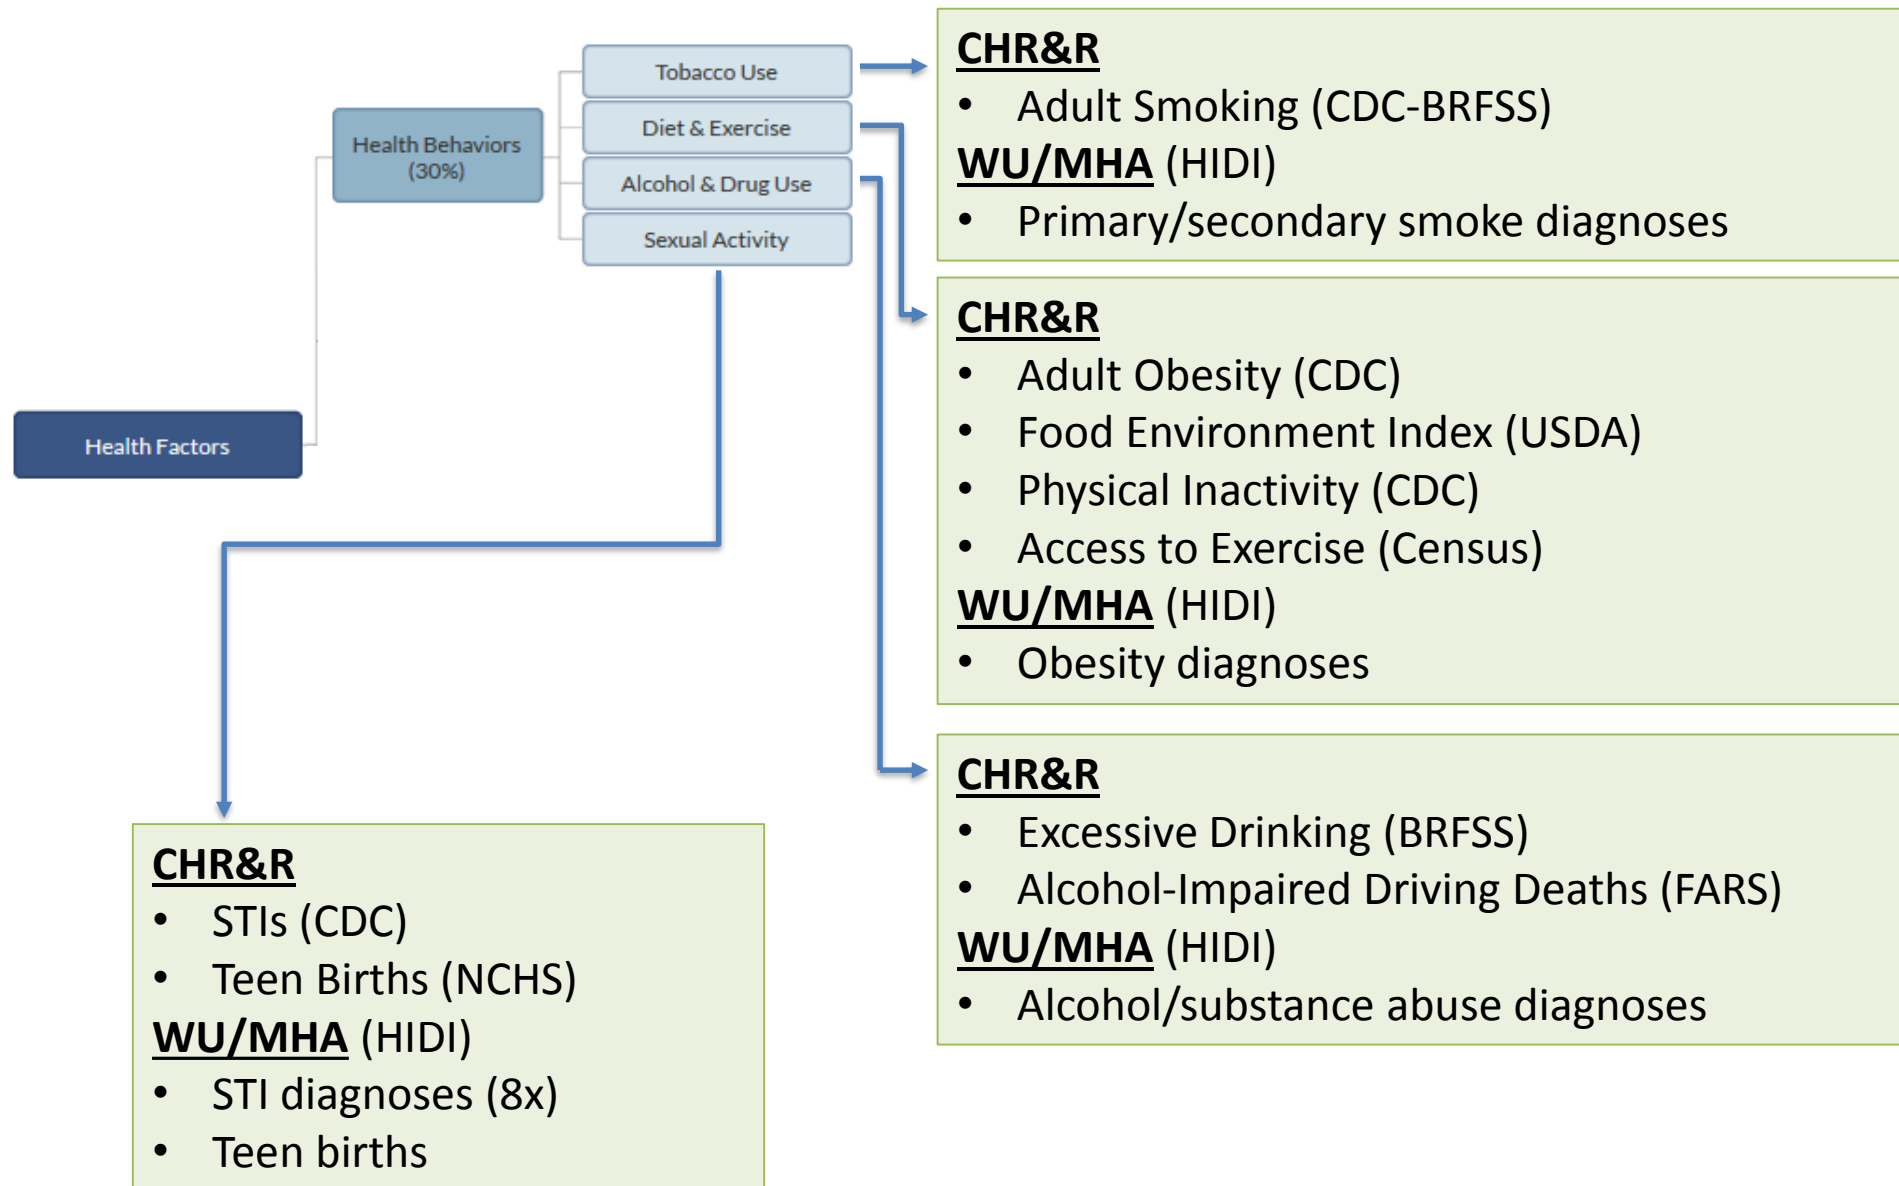 Health Factors
Health Behaviors
(30%)
Tobacco Use
Diet & Exercise
Alcohol & Drug Use
Sexual Activity
CHR&R
• Adult Smoking (CDC-BRFSS)
WU/MHA (HIDI)
• Primary/secondary smoke diagnoses
CHR&R
• Adult Obesity (CDC)
• Food Environment Index (USDA)
• Physical Inactivity (CDC)
• Access to Exercise (Census)
WU/MHA (HIDI)
• Obesity diagnoses
CHR&R
• Excessive Drinking (BRFSS)
• Alcohol-Impaired Driving Deaths (FARS)
WU/MHA (HIDI)
• Alcohol/substance abuse diagnoses
CHR&R
• STIs (CDC)
• Teen Births (NCHS)
WU/MHA (HIDI)
• STI diagnoses (8x)
• Teen births